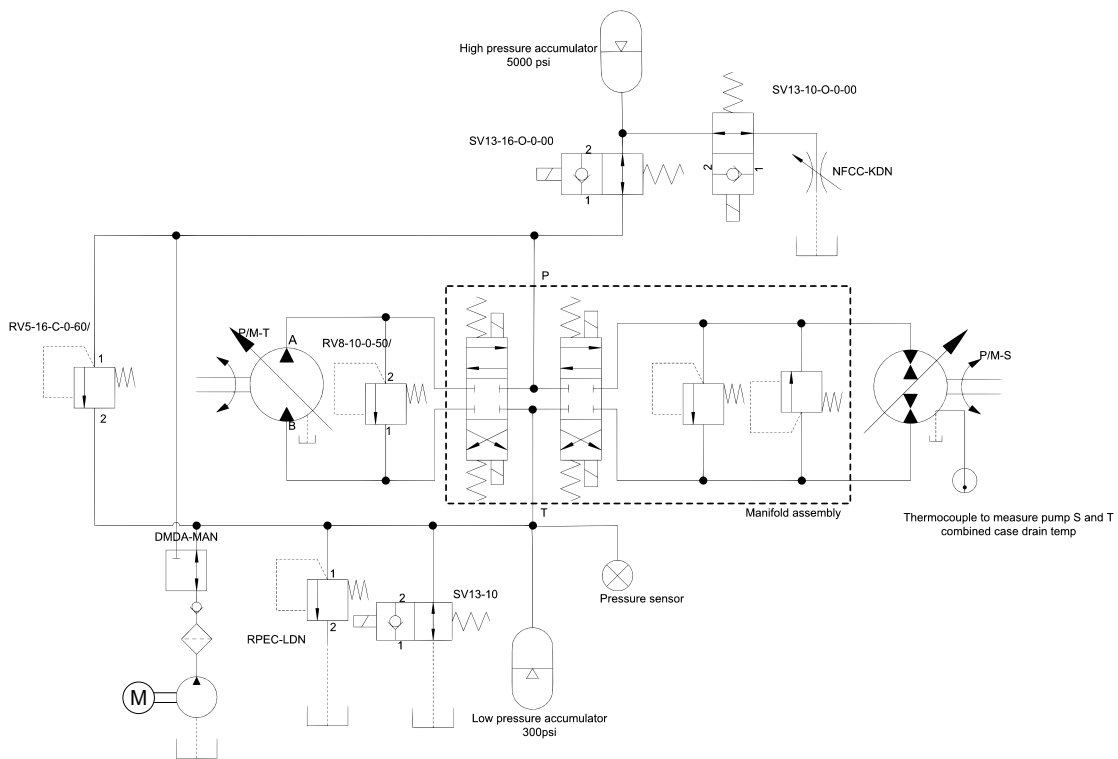 High pressure accumulator
5000 psi
SV13-10-O-0-00
SV13-16-O-0-00
2
1
2
1
NFCC-KDN
P
RV5-16-C-0-60/
1
2
P/M-T
A
B
RV8-10-0-50/
2
1
P/M-S
T
Manifold assembly
Thermocouple to measure pump S and T
combined case drain temp
DMDA-MAN
1
2
RPEC-LDN
SV13-10
2
1
Pressure sensor
M
Low pressure accumulator
300psi